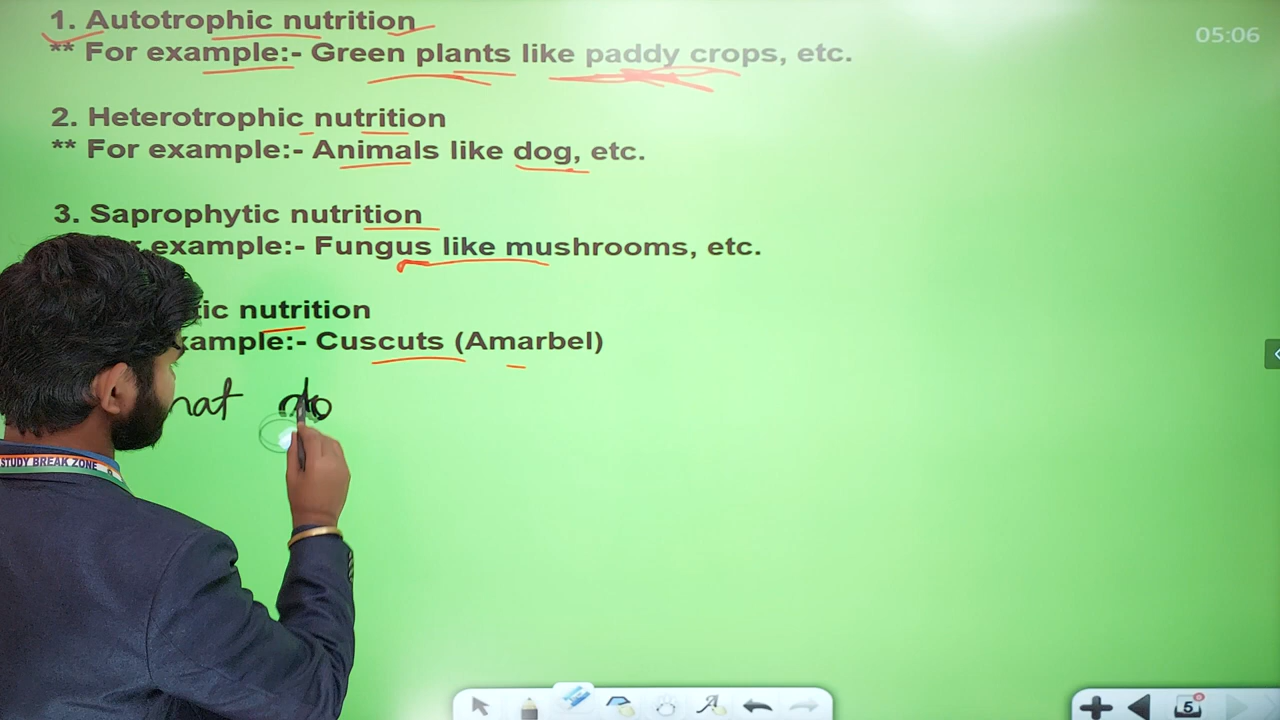 1. Autotrophic nutrition
** For example:- Green plants like paddy crops, etc.
05:06
2. Heterotrophic nutrition
** For example:- Animals like dog, etc.
3. Saprophytic nutrition
example:- Fungus like mushrooms, etc.
tic nutrition
xample:- Cuscuts (Amarbel)
hat do
STUDY BREAK ZONE
5